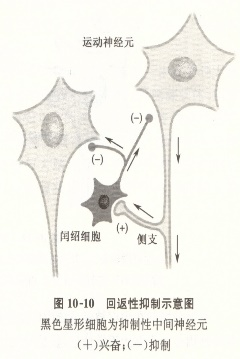 运动神经元
(-)
(-)
(+)
闰绍细胞
侧支
图 10-10 回返性抑制示意图
黑色星形细胞为抑制性中间神经元
(+)兴奋;(-)抑制